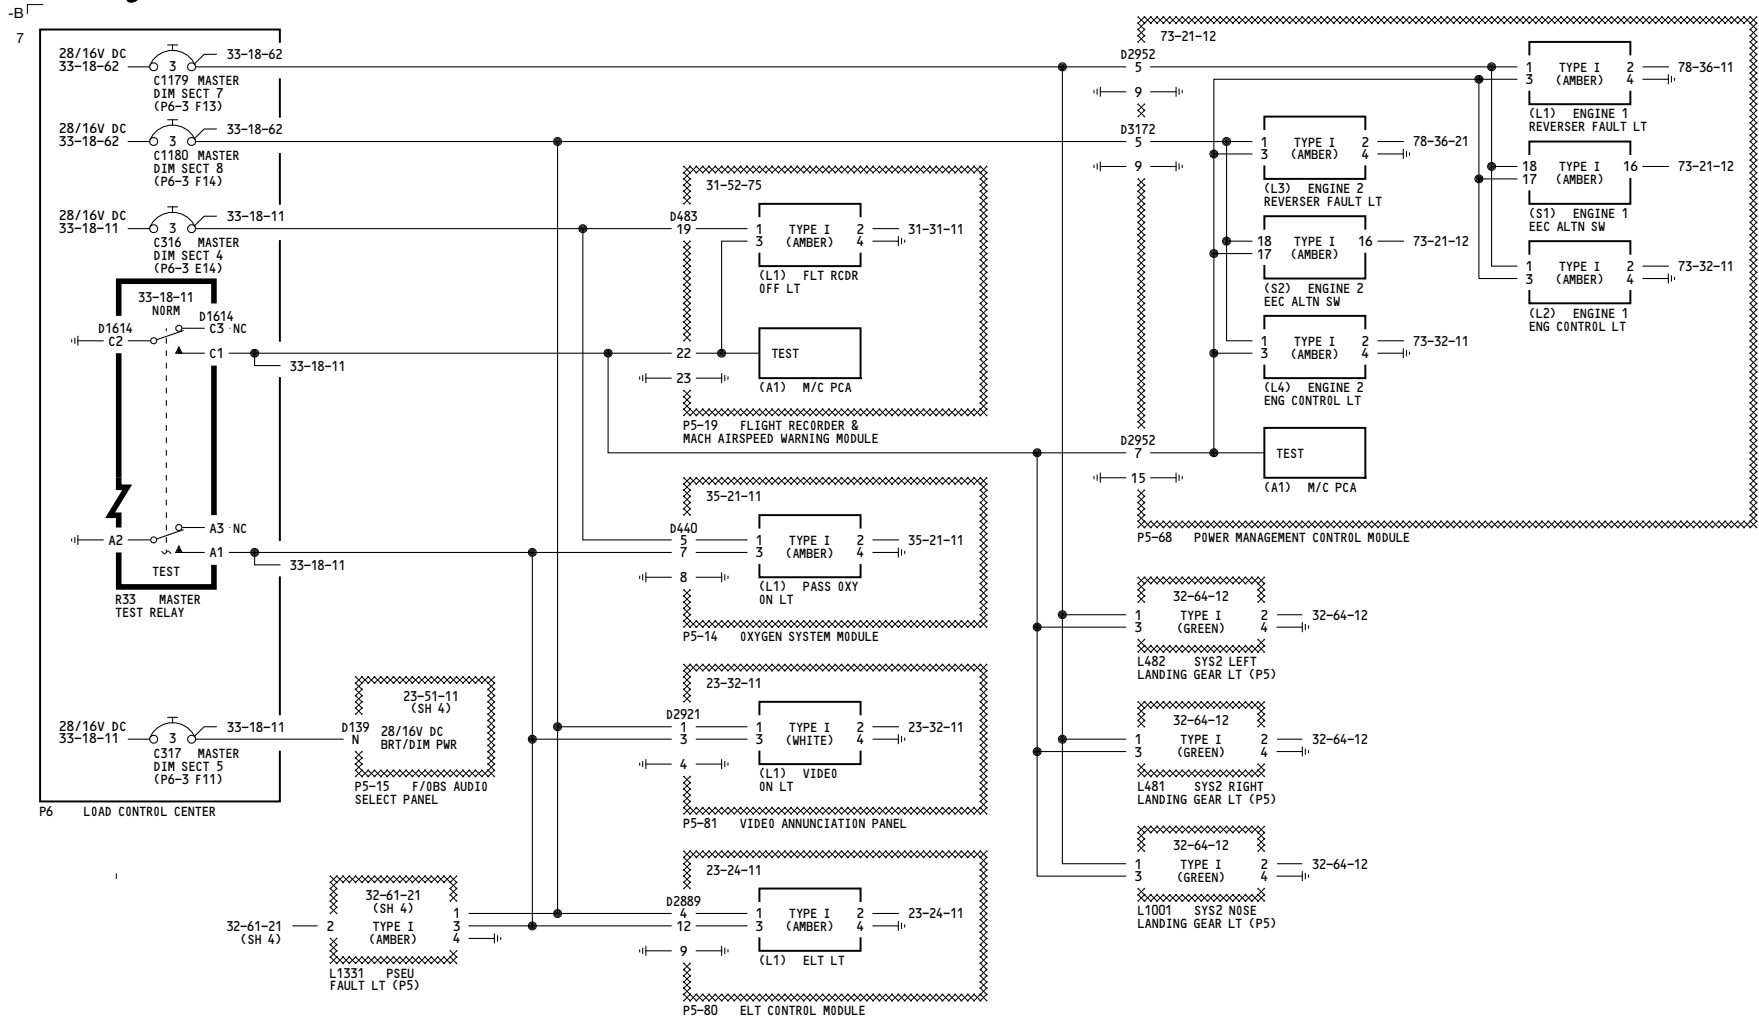 -B
7
28/16V DC
33-18-62
3
33-18-62
C1179 MASTER
DIM SECT 7
(P6-3 F13)
28/16V DC
33-18-62
3
33-18-62
C1180 MASTER
DIM SECT 8
(P6-3 F14)
28/16V DC
33-18-11
3
33-18-11
C316 MASTER
DIM SECT 4
(P6-3 E14)
33-18-11
NORM
D1614
C2
D1614
C3 NC
C1
33-18-11
A2
A3 NC
A1
33-18-11
TEST
R33 MASTER
TEST RELAY
28/16V DC
33-18-11
3
33-18-11
C317 MASTER
DIM SECT 5
(P6-3 F11)
P6 LOAD CONTROL CENTER
D139
N
23-51-11
(SH 4)
28/16V DC
BRT/DIM PWR
P5-15 F/OBS AUDIO
SELECT PANEL
32-61-21
(SH 4)
2
32-61-21
(SH 4)
TYPE I
(AMBER)
1
3
4
L1331 PSEU
FAULT LT (P5)
31-52-75
D483
19
1 TYPE I 2
3 (AMBER) 4
31-31-11
(L1) FLT RCDR
OFF LT
22
TEST
23
(A1) M/C PCA
P5-19 FLIGHT RECORDER &
MACH AIRSPEED WARNING MODULE
35-21-11
D440
5
7
8
1 TYPE I 2
3 (AMBER) 4
35-21-11
(L1) PASS OXY
ON LT
P5-14 OXYGEN SYSTEM MODULE
23-32-11
D2921
1
3
4
1 TYPE I 2
3 (WHITE) 4
23-32-11
(L1) VIDEO
ON LT
P5-81 VIDEO ANNUNCIATION PANEL
23-24-11
D2889
4
12
9
1 TYPE I 2
3 (AMBER) 4
23-24-11
(L1) ELT LT
P5-80 ELT CONTROL MODULE
73-21-12
D2952
5
9
D3172
5
9
1 TYPE I 2
3 (AMBER) 4
78-36-11
(L1) ENGINE 1
REVERSER FAULT LT
1 TYPE I 2
3 (AMBER) 4
78-36-21
(L3) ENGINE 2
REVERSER FAULT LT
18 TYPE I 16
17 (AMBER)
73-21-12
(S1) ENGINE 1
EEC ALTN SW
18 TYPE I 16
17 (AMBER)
73-21-12
(S2) ENGINE 2
EEC ALTN SW
1 TYPE I 2
3 (AMBER) 4
73-32-11
(L2) ENGINE 1
ENG CONTROL LT
1 TYPE I 2
3 (AMBER) 4
73-32-11
(L4) ENGINE 2
ENG CONTROL LT
D2952
7
15
TEST
(A1) M/C PCA
P5-68 POWER MANAGEMENT CONTROL MODULE
32-64-12
1 TYPE I 2
3 (GREEN) 4
32-64-12
L482 SYS2 LEFT
LANDING GEAR LT (P5)
32-64-12
1 TYPE I 2
3 (GREEN) 4
32-64-12
L481 SYS2 RIGHT
LANDING GEAR LT (P5)
32-64-12
1 TYPE I 2
3 (GREEN) 4
32-64-12
L1001 SYS2 NOSE
LANDING GEAR LT (P5)